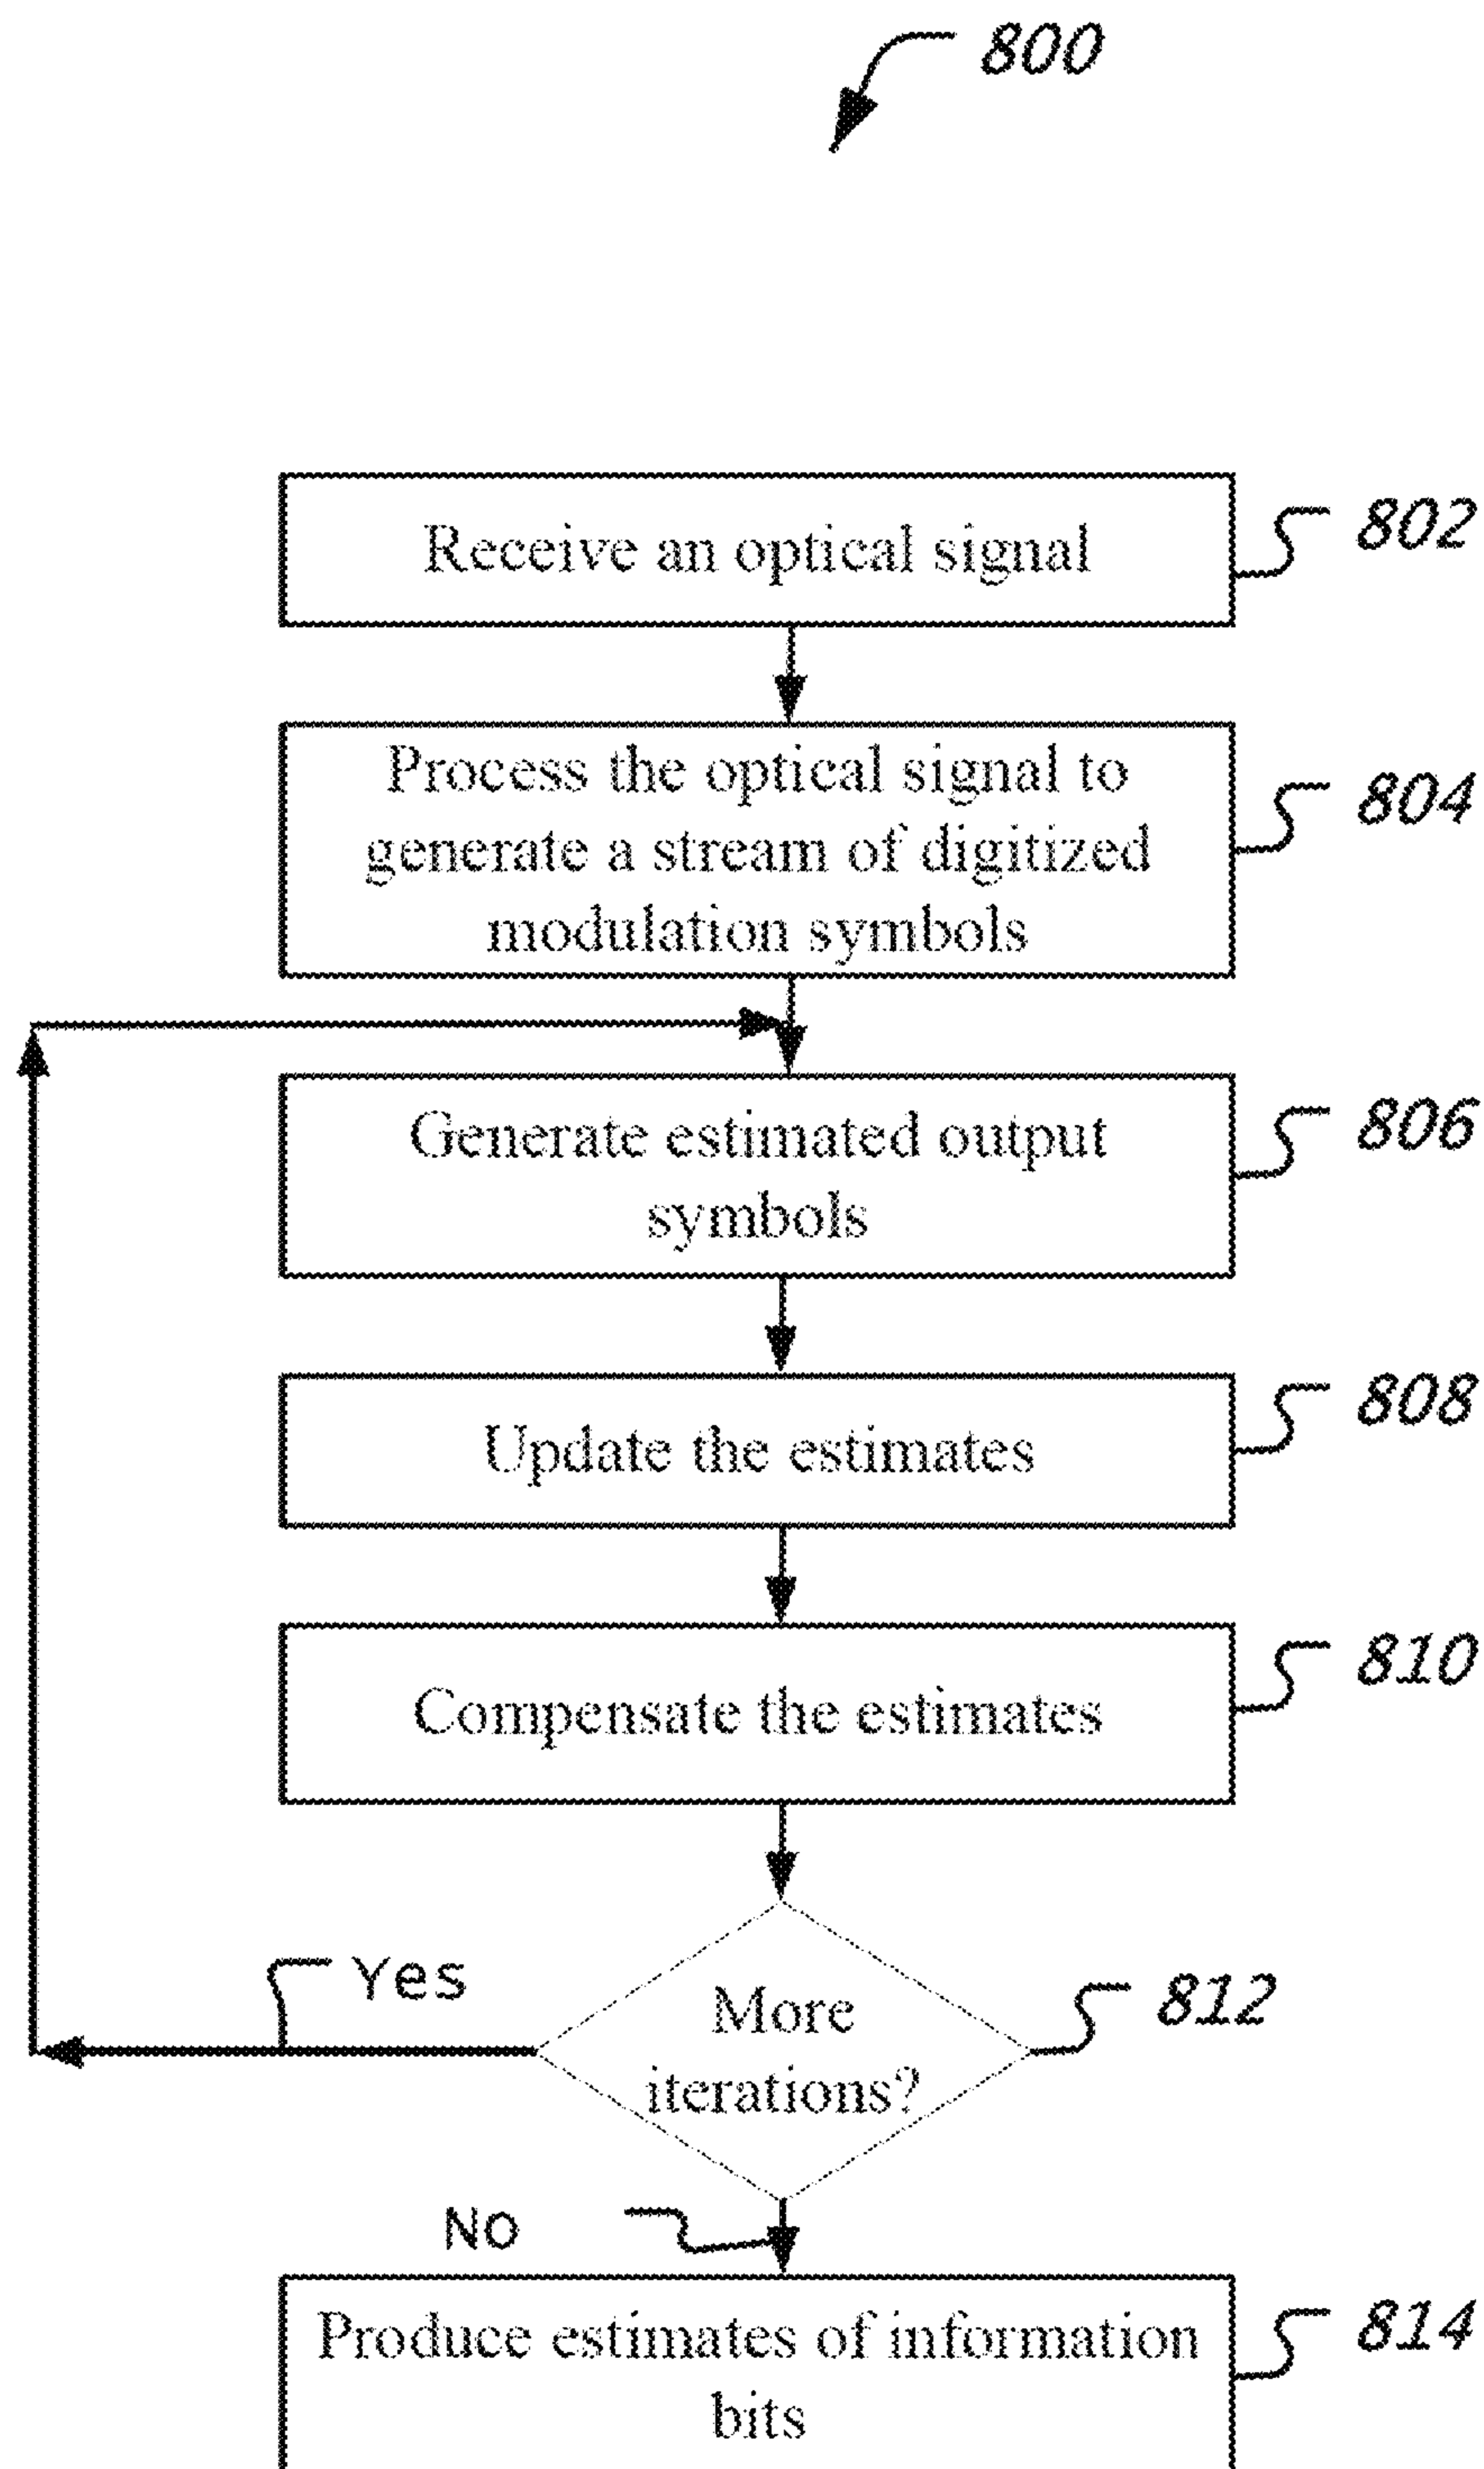 800
Receive an optical signal
802
Process the optical signal to
generate a stream of digitized
modulation symbols
804
Generate estimated output
symbols
806
Update the estimates
808
Compensate the estimates
810
More
iterations?
812
Yes
No
Produce estimates of information
bits
814